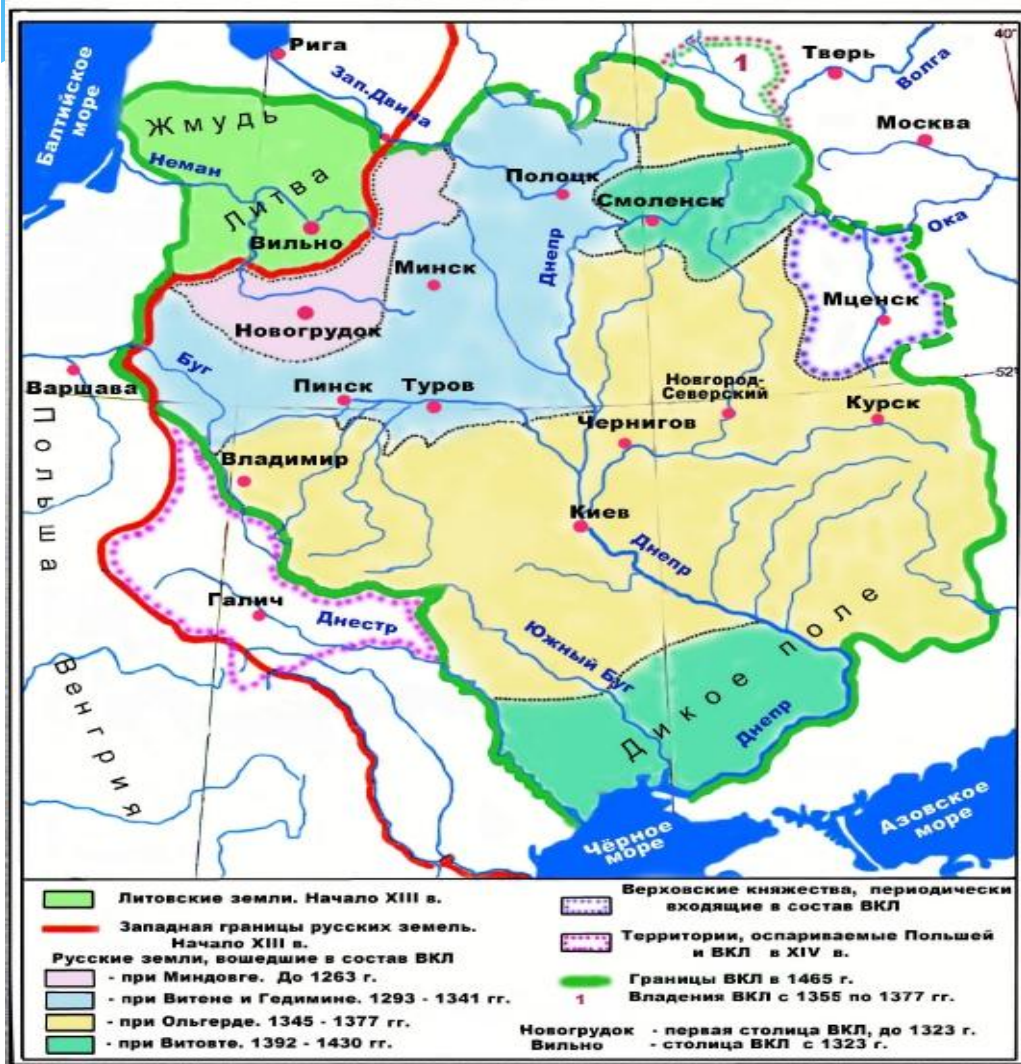 Рига
40°
Тверь
1
Волга
Балтийское
море
Зап.Двина
Жмудь
Москва
Неман
Полоцк
Литва
Смоленск
Ока
Вильно
Днепр
Минск
Мценск
Новогрудок
Буг
52°
Варшава
Пинск
Туров
Новгород-
Северский
Курск
Польша
Чернигов
Владимир
Киев
Днепр
Галич
Днестр
Южный Буг
Дикое поле
Венгрия
Днепр
Азовское
море
Чёрное
море
Литовские земли. Начало XIII в.
Западная границы русских земель.
Начало XIII в.
Русские земли, вошедшие в состав ВКЛ
- при Миндовге. До 1263 г.
- при Витене и Гедимине. 1293 - 1341 гг.
- при Ольгерде. 1345 - 1377 гг.
- при Витовте. 1392 - 1430 гг.
Верховские княжества, периодически
входящие в состав ВКЛ
Территории, оспариваемые Польшей
и ВКЛ в XIV в.
Границы ВКЛ в 1465 г.
1 Владения ВКЛ с 1355 по 1377 гг.
Новогрудок - первая столица ВКЛ, до 1323 г.
Вильно - столица ВКЛ с 1323 г.